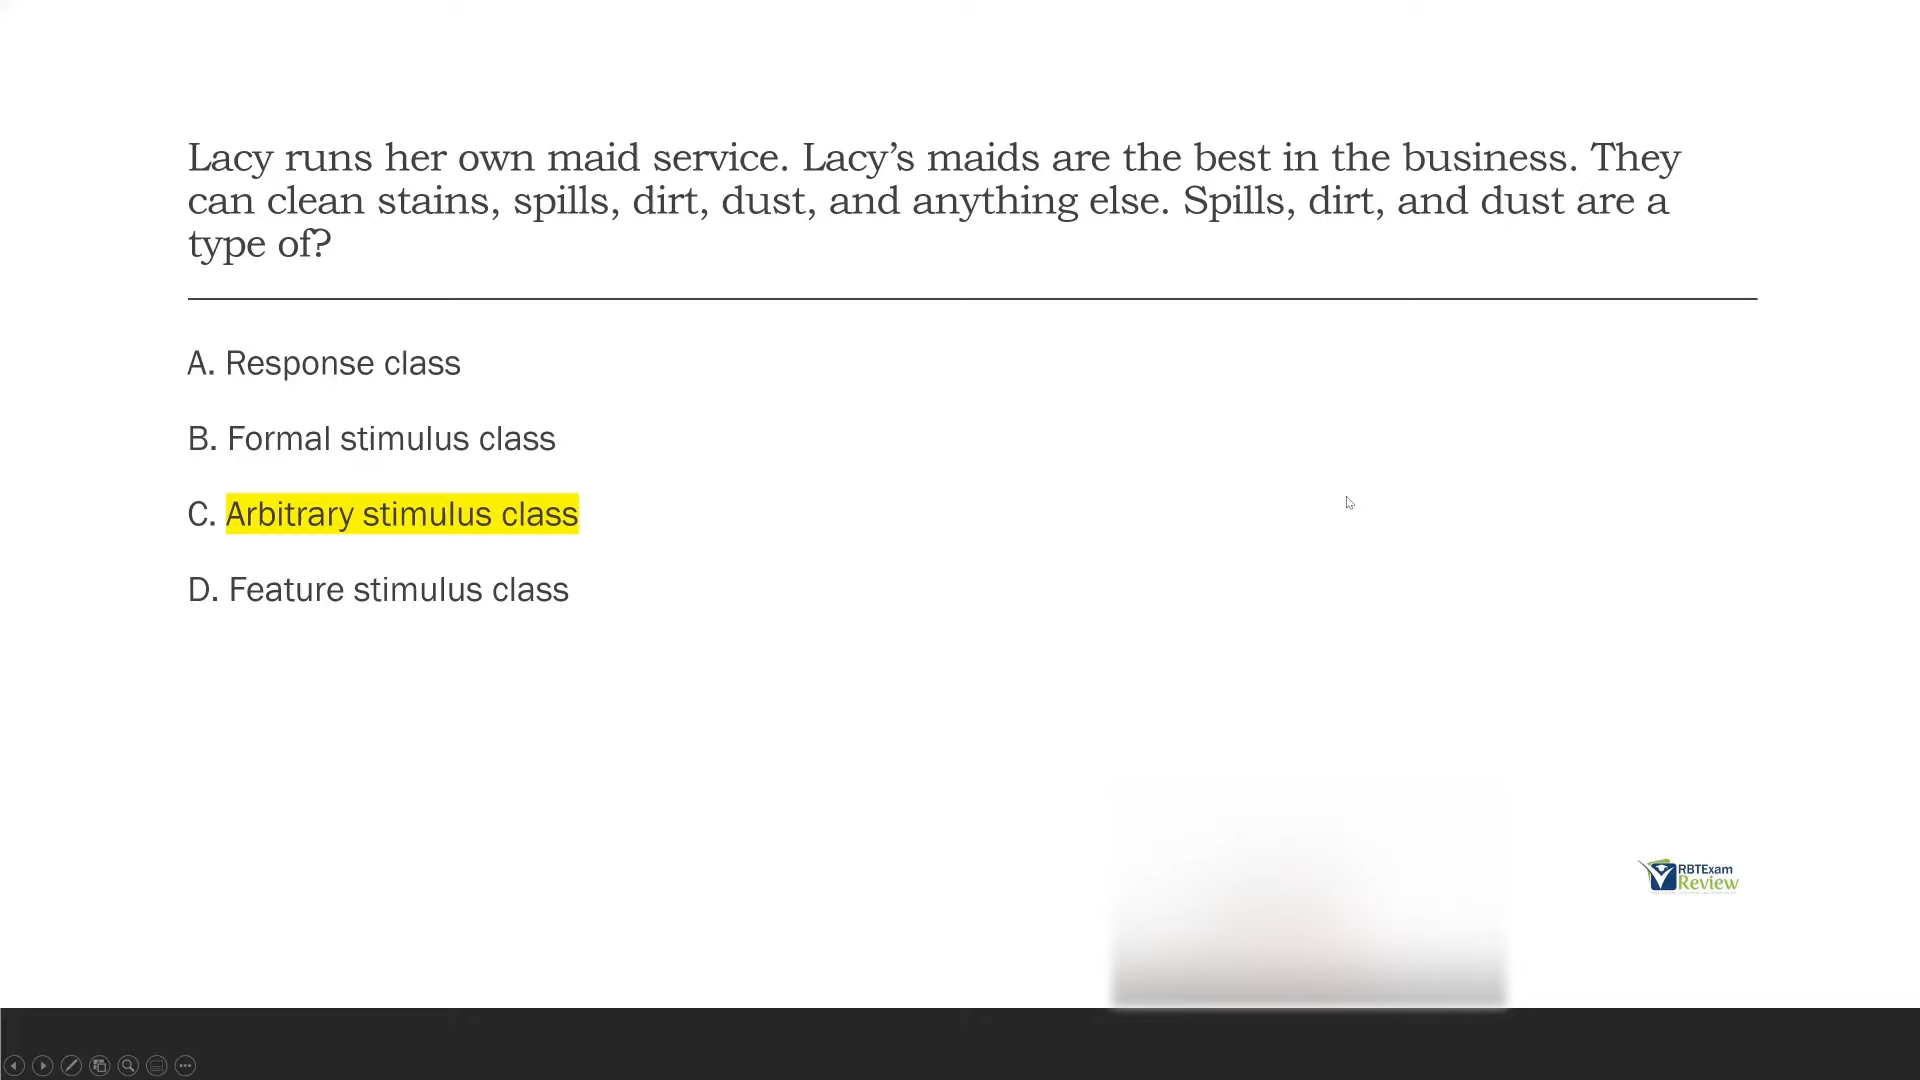 Lacy runs her own maid service. Lacy’s maids are the best in the business. They
can clean stains, spills, dirt, dust, and anything else. Spills, dirt, and dust are a
type of?
A. Response class
B. Formal stimulus class
C. Arbitrary stimulus class
D. Feature stimulus class
RBTExam
Review